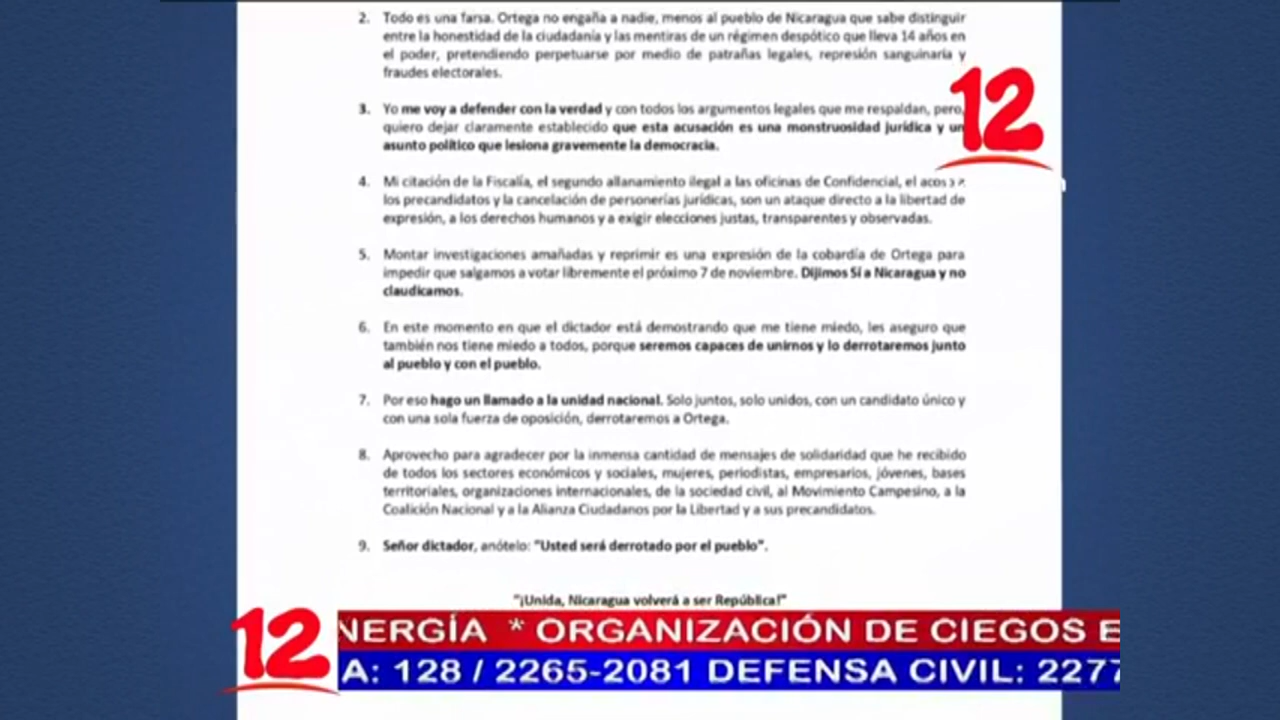 2. Todo es una farsa. Ortega no engaña a nadie, menos al pueblo de Nicaragua que sabe distinguir
entre la honestidad de la ciudadanía y las mentiras de un régimen despótico que lleva 14 años en
el poder, pretendiendo perpetuarse por medio de patrañas legales, represión sanguinaria y
fraudes electorales.
3. Yo me voy a defender con la verdad y con todos los argumentos legales que me respaldan, pero,
quiero dejar claramente establecido que esta acusación es una monstruosidad jurídica y un
asunto político que lesiona gravemente la democracia.
12
4. Mi citación de la Fiscalía, el segundo allanamiento ilegal a las oficinas de Confidencial, el
los precandidatos y la cancelación de personerías jurídicas, son un ataque directo a la libertad de
expresión, a los derechos humanos y a exigir elecciones justas, transparentes y observadas.
5. Montar investigaciones amañadas y reprimir es una expresión de la cobardía de Ortega para
impedir que salgamos a votar libremente el próximo 7 de noviembre. Dijimos Sí a Nicaragua y no
claudicamos.
6. En este momento en que el dictador está demostrando que me tiene miedo, les aseguro que
también nos tiene miedo a todos, porque seremos capaces de unirnos y lo derrotaremos junto
al pueblo y con el pueblo.
7. Por eso hago un llamado a la unidad nacional. Solo juntos, solo unidos, con un candidato único y
con una sola fuerza de oposición, derrotaremos a Ortega.
8. Aprovecho para agradecer por la inmensa cantidad de mensajes de solidaridad que he recibido
de todos los sectores económicos y sociales, mujeres, periodistas, empresarios, jóvenes, bases
territoriales, organizaciones internacionales, de la sociedad civil, al Movimiento Campesino, a la
Coalición Nacional y a la Alianza Ciudadanos por la Libertad y a sus precandidatos.
9. Señor dictador, anótelo: "Usted será derrotado por el pueblo".
"¡Unida, Nicaragua volverá a ser República!"
12
NERGÍA * ORGANIZACIÓN DE CIEGOS E
A: 128 / 2265-2081 DEFENSA CIVIL: 2277